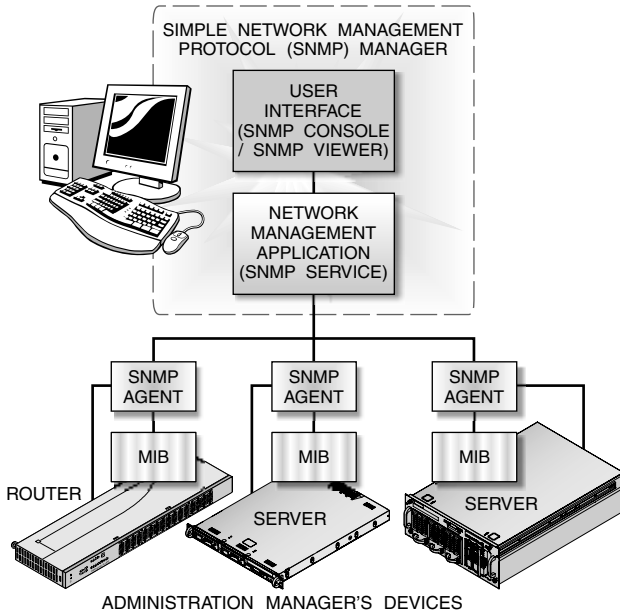 SIMPLE NETWORK MANAGEMENT
PROTOCOL (SNMP) MANAGER
USER
INTERFACE
(SNMP CONSOLE
/ SNMP VIEWER)
NETWORK
MANAGEMENT
APPLICATION
(SNMP SERVICE)
SNMP
AGENT
SNMP
AGENT
SNMP
AGENT
MIB
MIB
MIB
ROUTER
SERVER
SERVER
ADMINISTRATION MANAGER'S DEVICES